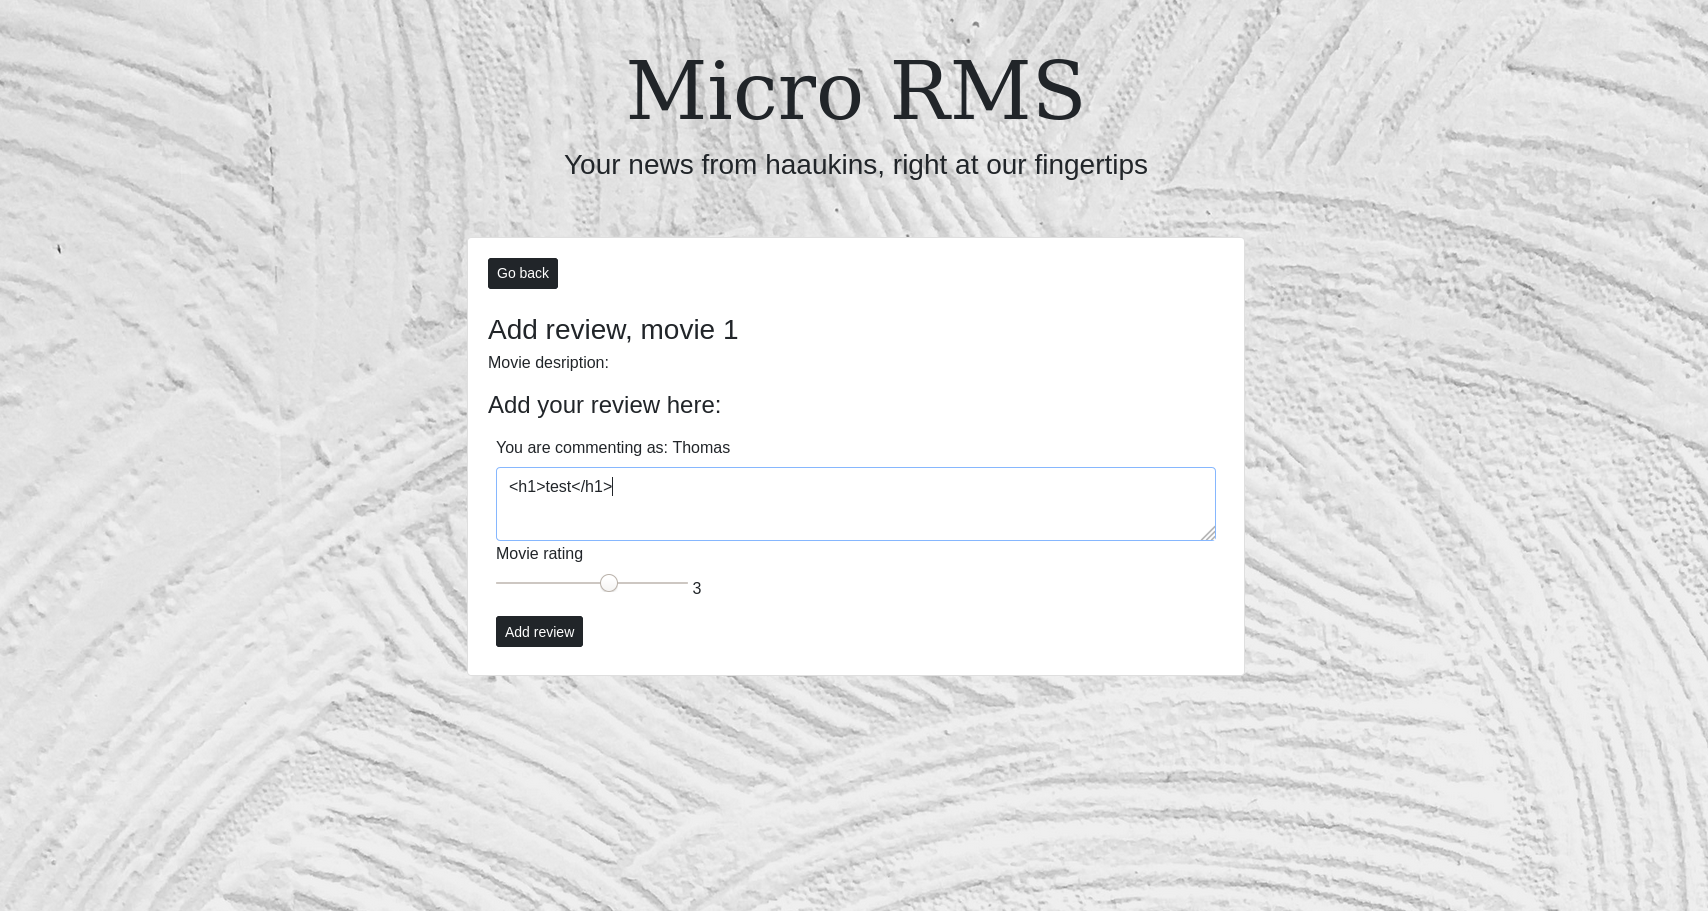 Micro RMS
Your news from haaukins, right at our fingertips
Go back
Add review, movie 1
Movie desription:
Add your review here:
You are commenting as: Thomas
<h1>test</h1>
Movie rating
3
Add review